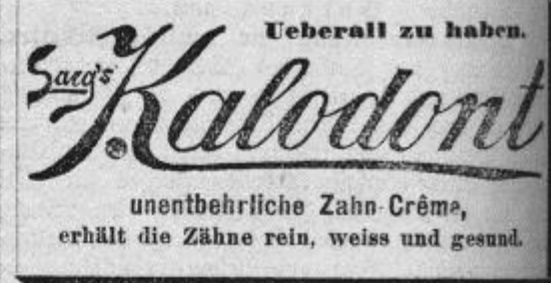 Ueberall zu haben.
Sarg's
Kalodont
unentbehrliche Zahn-Crême,
erhält die Zähne rein, weiss und gesund.